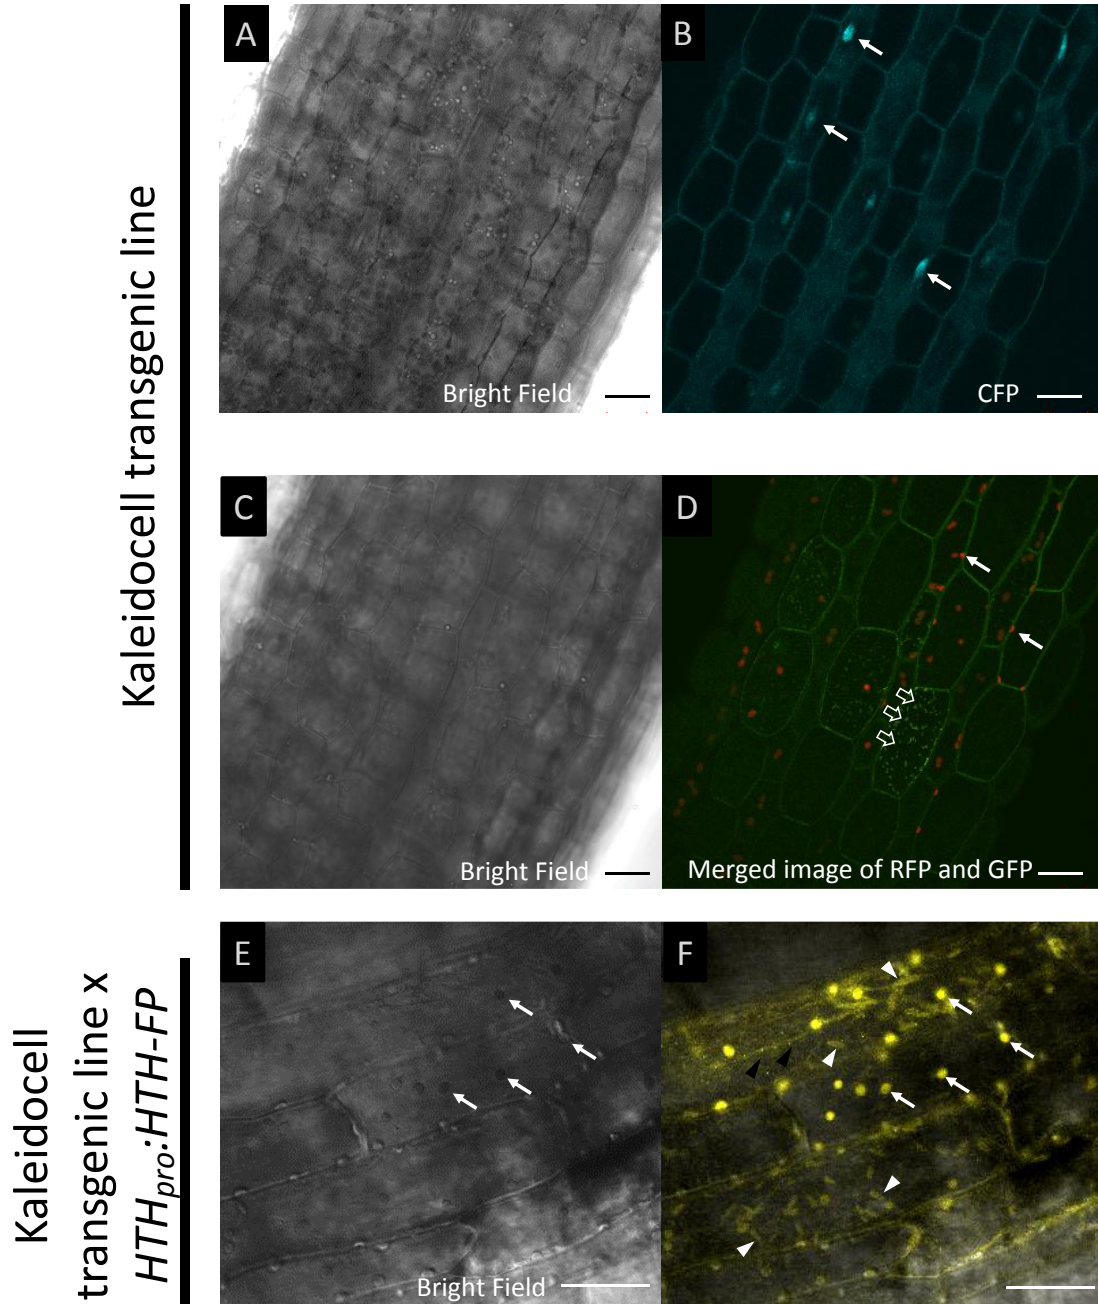 Kaleidocell transgenic line
A
Bright Field
B
CFP
C
Bright Field
D
Merged image of RFP and GFP
Kaleidocell
transgenic line x
HTHpro:HTH-FP
E
Bright Field
F